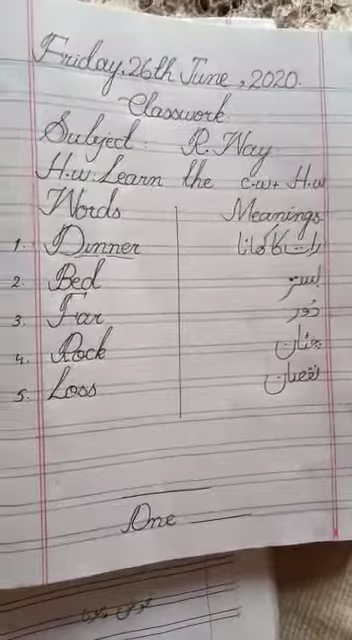 Friday, 26th June, 2020.
Classwork
Subject: R. Way
H.w: Learn the c.w + H.w
Words Meanings
1. Dinner رات کا کھانا
2. Bed بستر
3. Far دُور
4. Rock چٹان
5. Loss نقصان
One